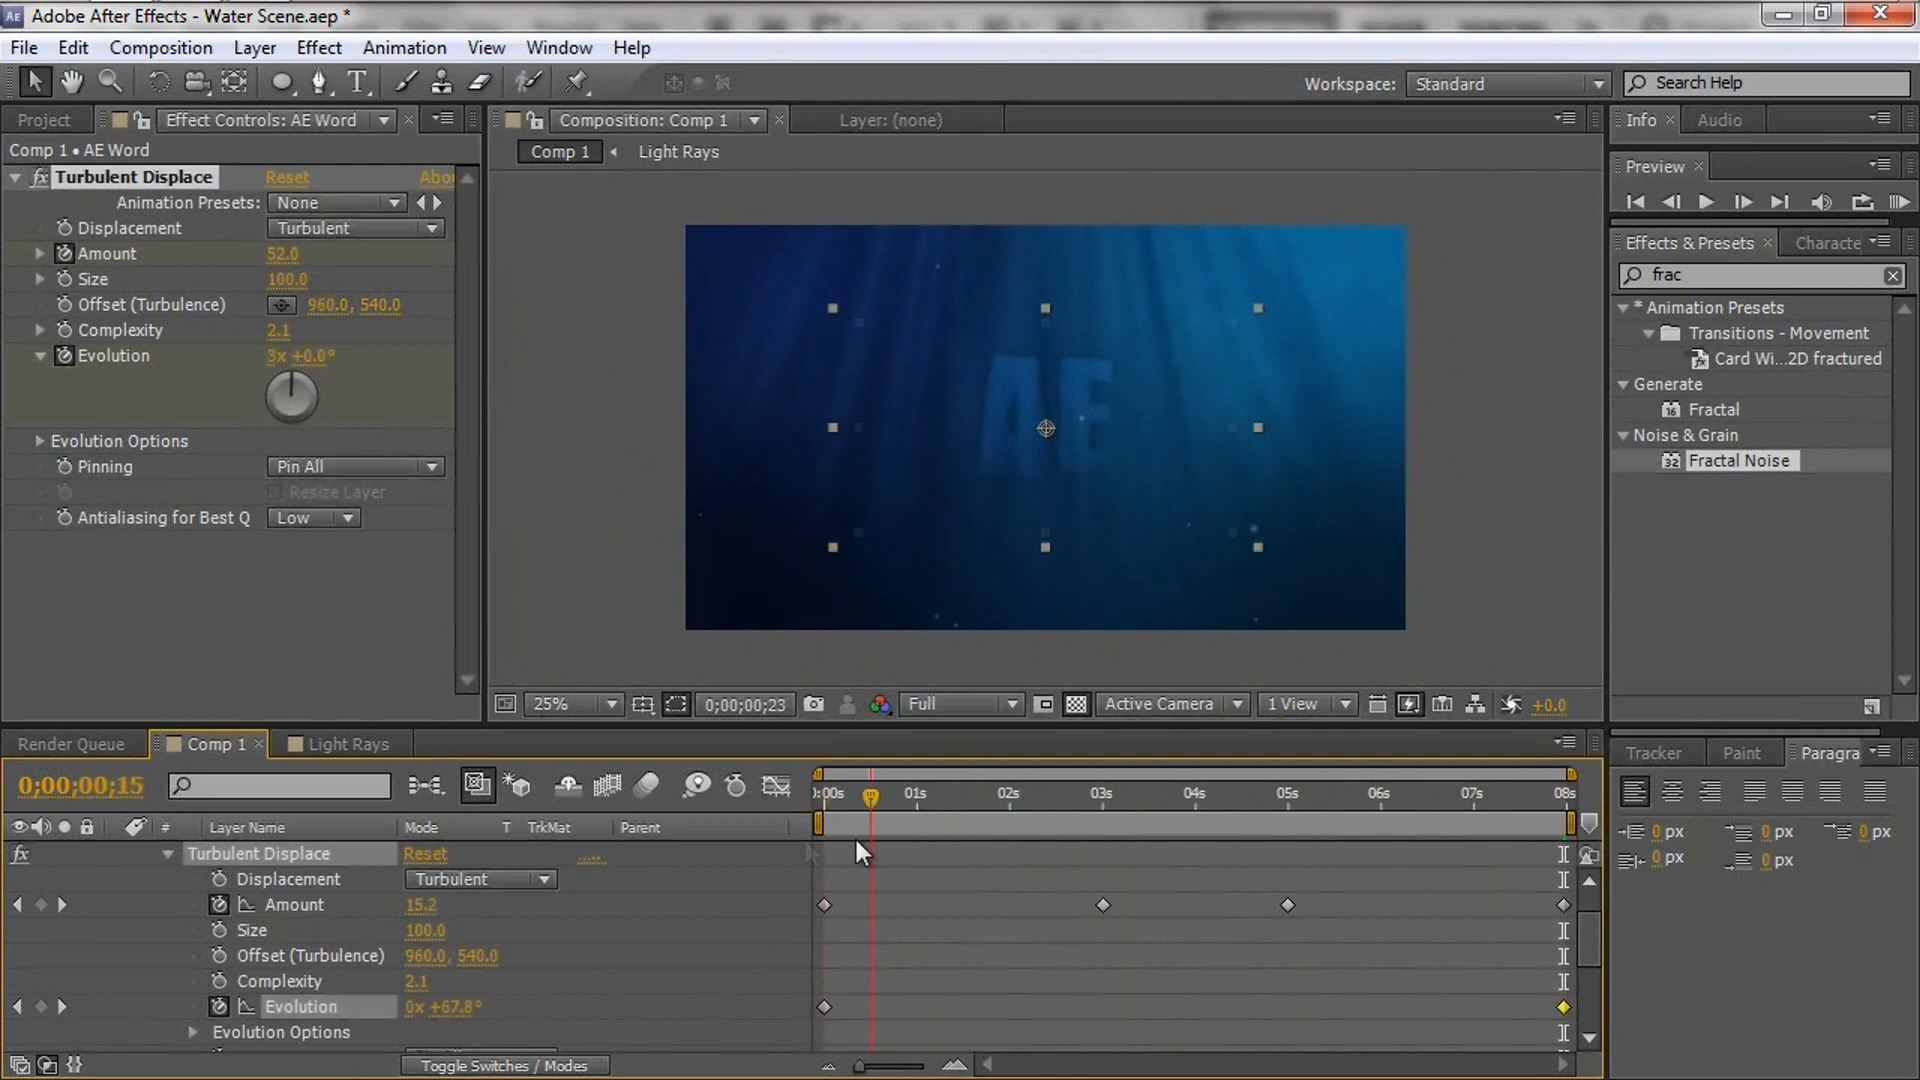 Adobe After Effects - Water Scene.aep *
File Edit Composition Layer Effect Animation View Window Help
Workspace: Standard Search Help
Project Effect Controls: AE Word
Comp 1 • AE Word
Turbulent Displace Reset Abo
Animation Presets: None
Displacement Turbulent
Amount 52.0
Size 100.0
Offset (Turbulence) 960.0, 540.0
Complexity 2.1
Evolution 3x +0.0°
Evolution Options
Pinning Pin All
Resize Layer
Antialiasing for Best Q Low
Composition: Comp 1 Layer: (none)
Comp 1 Light Rays
AE
25% 0;00;00;23 Full Active Camera 1 View +0.0
Info Audio
Preview
Effects & Presets Characte
frac
* Animation Presets
Transitions - Movement
Card Wi...2D fractured
Generate
16 Fractal
Noise & Grain
32 Fractal Noise
Render Queue Comp 1 Light Rays
0;00;00;15
):00s 01s 02s 03s 04s 05s 06s 07s 08s
# Layer Name Mode T TrkMat Parent
fx Turbulent Displace Reset
Displacement Turbulent
Amount 15.2
Size 100.0
Offset (Turbulence) 960.0, 540.0
Complexity 2.1
Evolution 0x +67.8°
Evolution Options
Toggle Switches / Modes
Tracker Paint Paragra
0 px 0 px 0 px
0 px 0 px